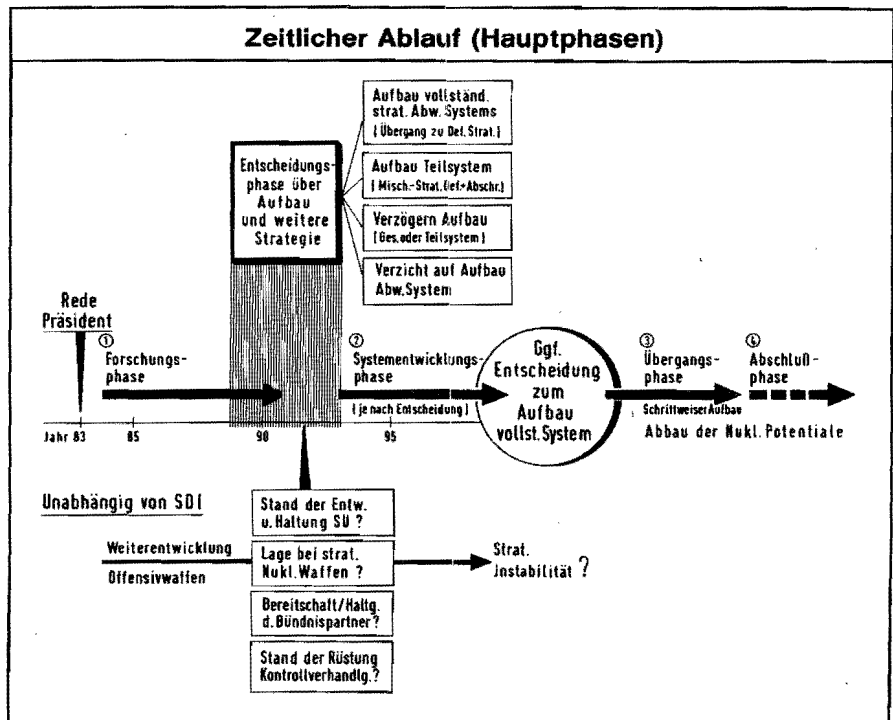 Zeitlicher Ablauf (Hauptphasen)
Aufbau vollständ.
strat. Abw. Systems
(Übergang zu Def. Strat.)
Aufbau Teilsystem
(Misch.-Strat. Def.+Abschr.)
Verzögern Aufbau
(Ges. oder Teilsystem)
Verzicht auf Aufbau
Abw. System
Entscheidungs-
phase über
Aufbau
und weitere
Strategie
Rede
Präsident
① Forschungs-
phase
② Systementwicklungs-
phase
(je nach Entscheidung)
Ggf.
Entscheidung
zum
Aufbau
vollst. System
③ Übergangs-
phase
Schrittweiser Aufbau
④ Abschluß-
phase
Abbau der Nukl. Potentiale
Jahr 83
85
90
95
Unabhängig von SDI
Weiterentwicklung
Offensivwaffen
Stand der Entw.
u. Haltung SU ?
Lage bei strat.
Nukl. Waffen ?
Bereitschaft/Haltg.
d. Bündnispartner ?
Stand der Rüstung
Kontrollverhandlg. ?
Strat.
Jnstabilität ?